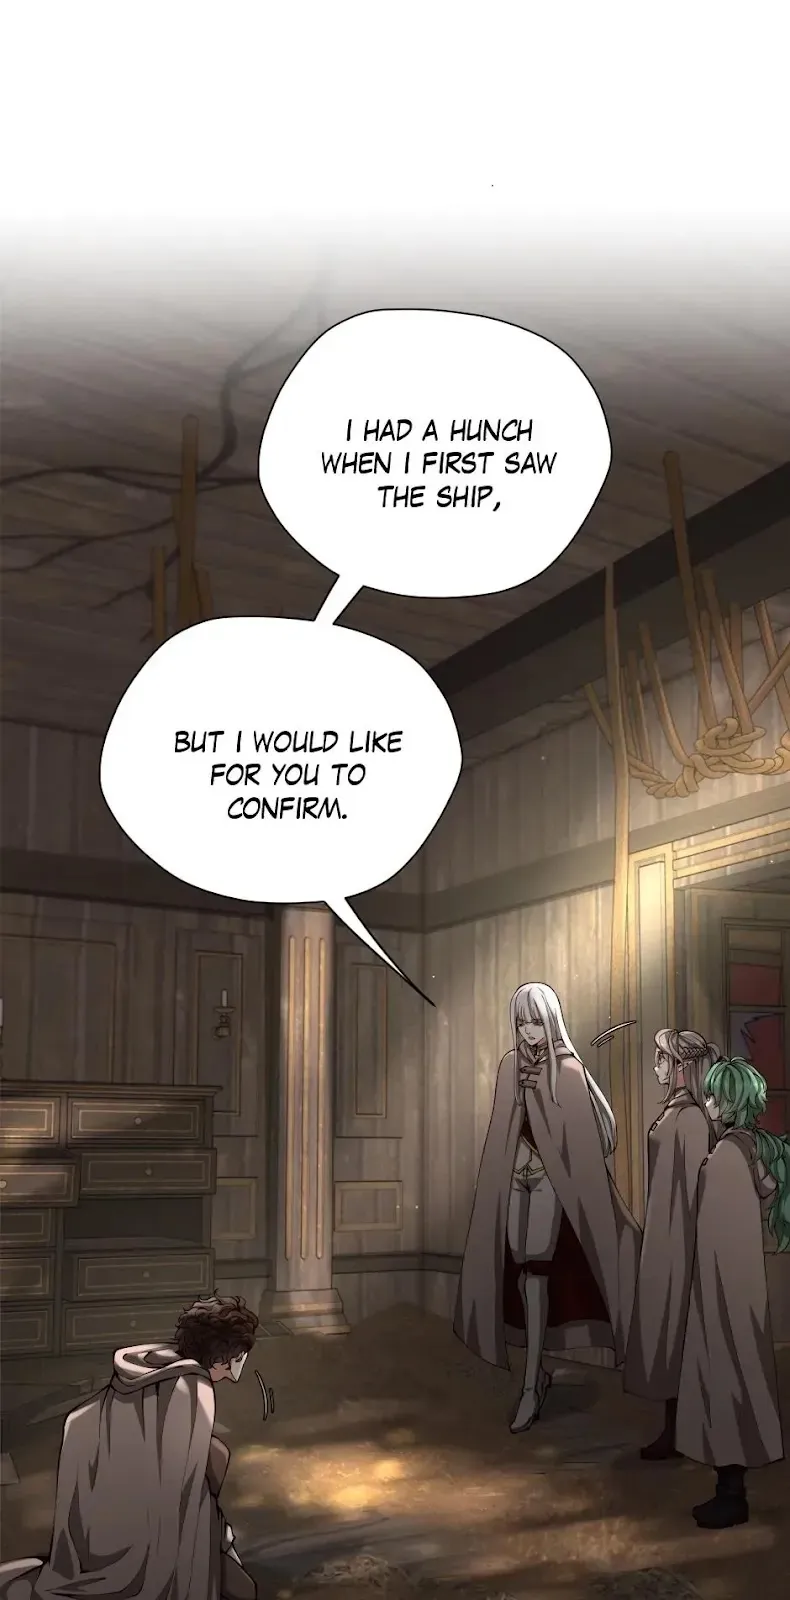 I HAD A HUNCH
WHEN I FIRST SAW
THE SHIP,
BUT I WOULD LIKE
FOR YOU TO
CONFIRM.